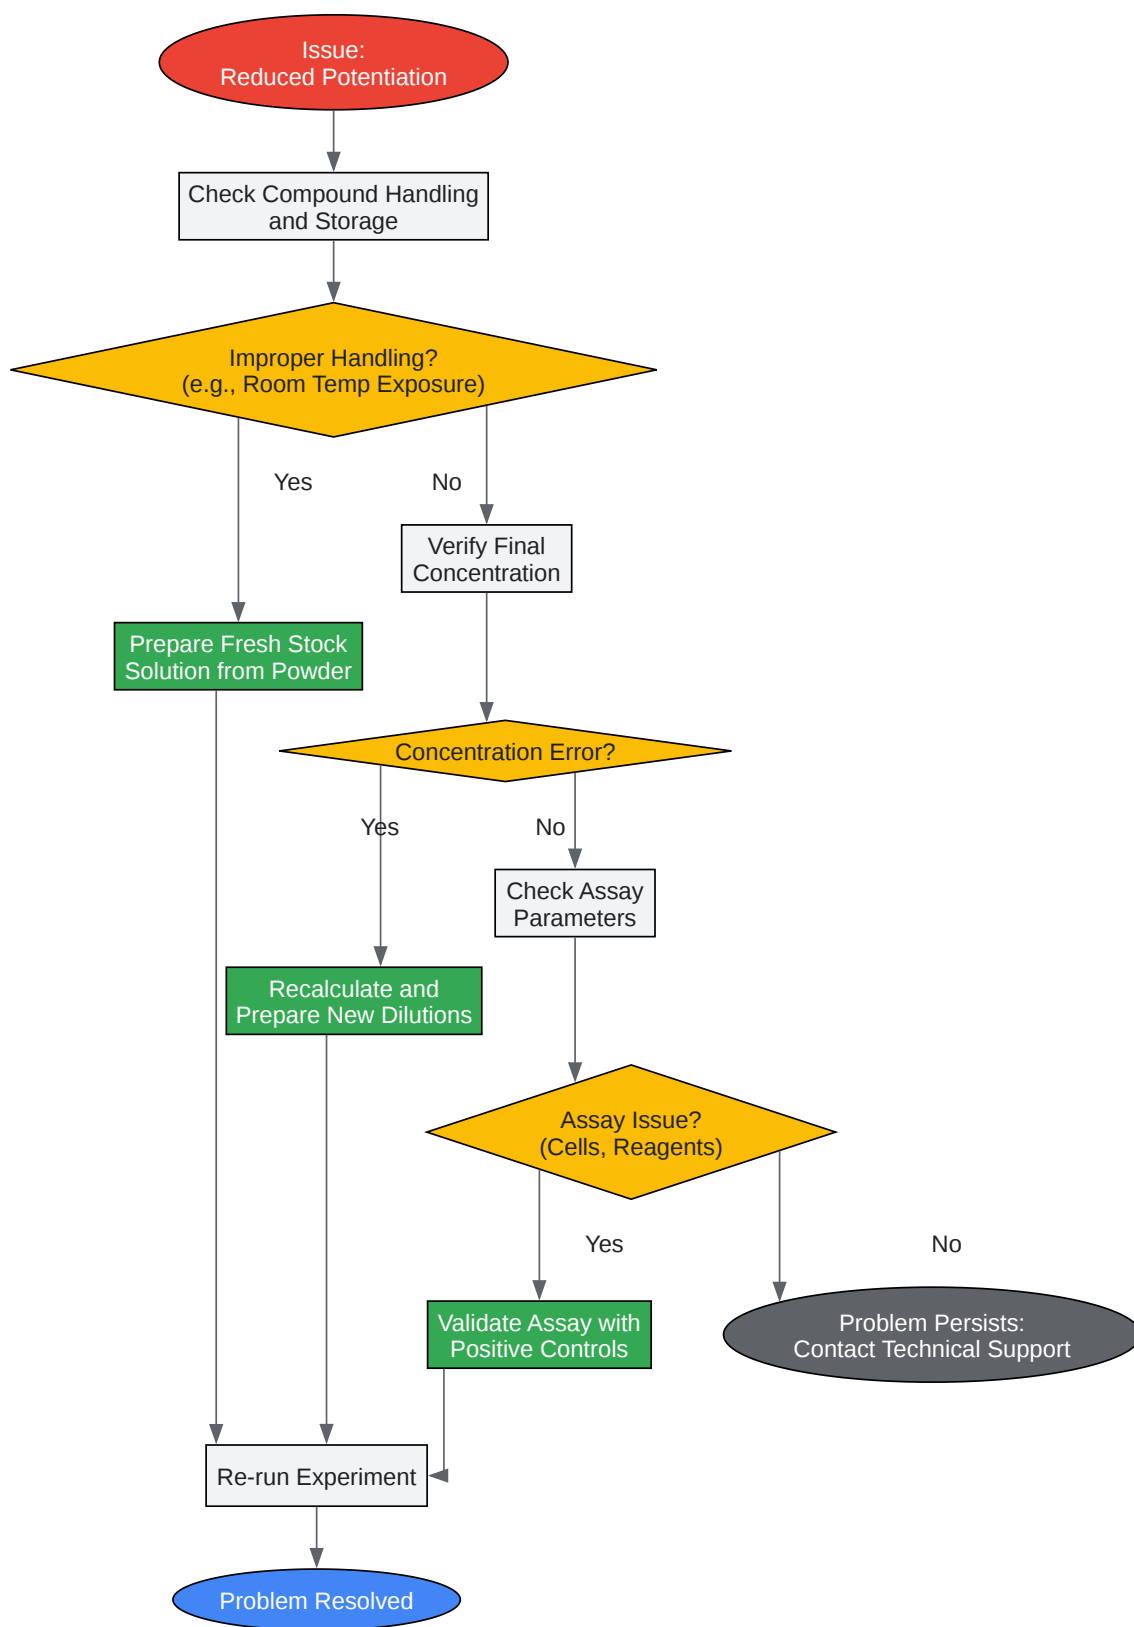 Issue:
Reduced Potentiation
Check Compound Handling
and Storage
Improper Handling?
(e.g., Room Temp Exposure)
Yes
No
Verify Final
Concentration
Prepare Fresh Stock
Solution from Powder
Concentration Error?
Yes
No
Check Assay
Parameters
Recalculate and
Prepare New Dilutions
Assay Issue?
(Cells, Reagents)
Yes
No
Validate Assay with
Positive Controls
Problem Persists:
Contact Technical Support
Re-run Experiment
Problem Resolved